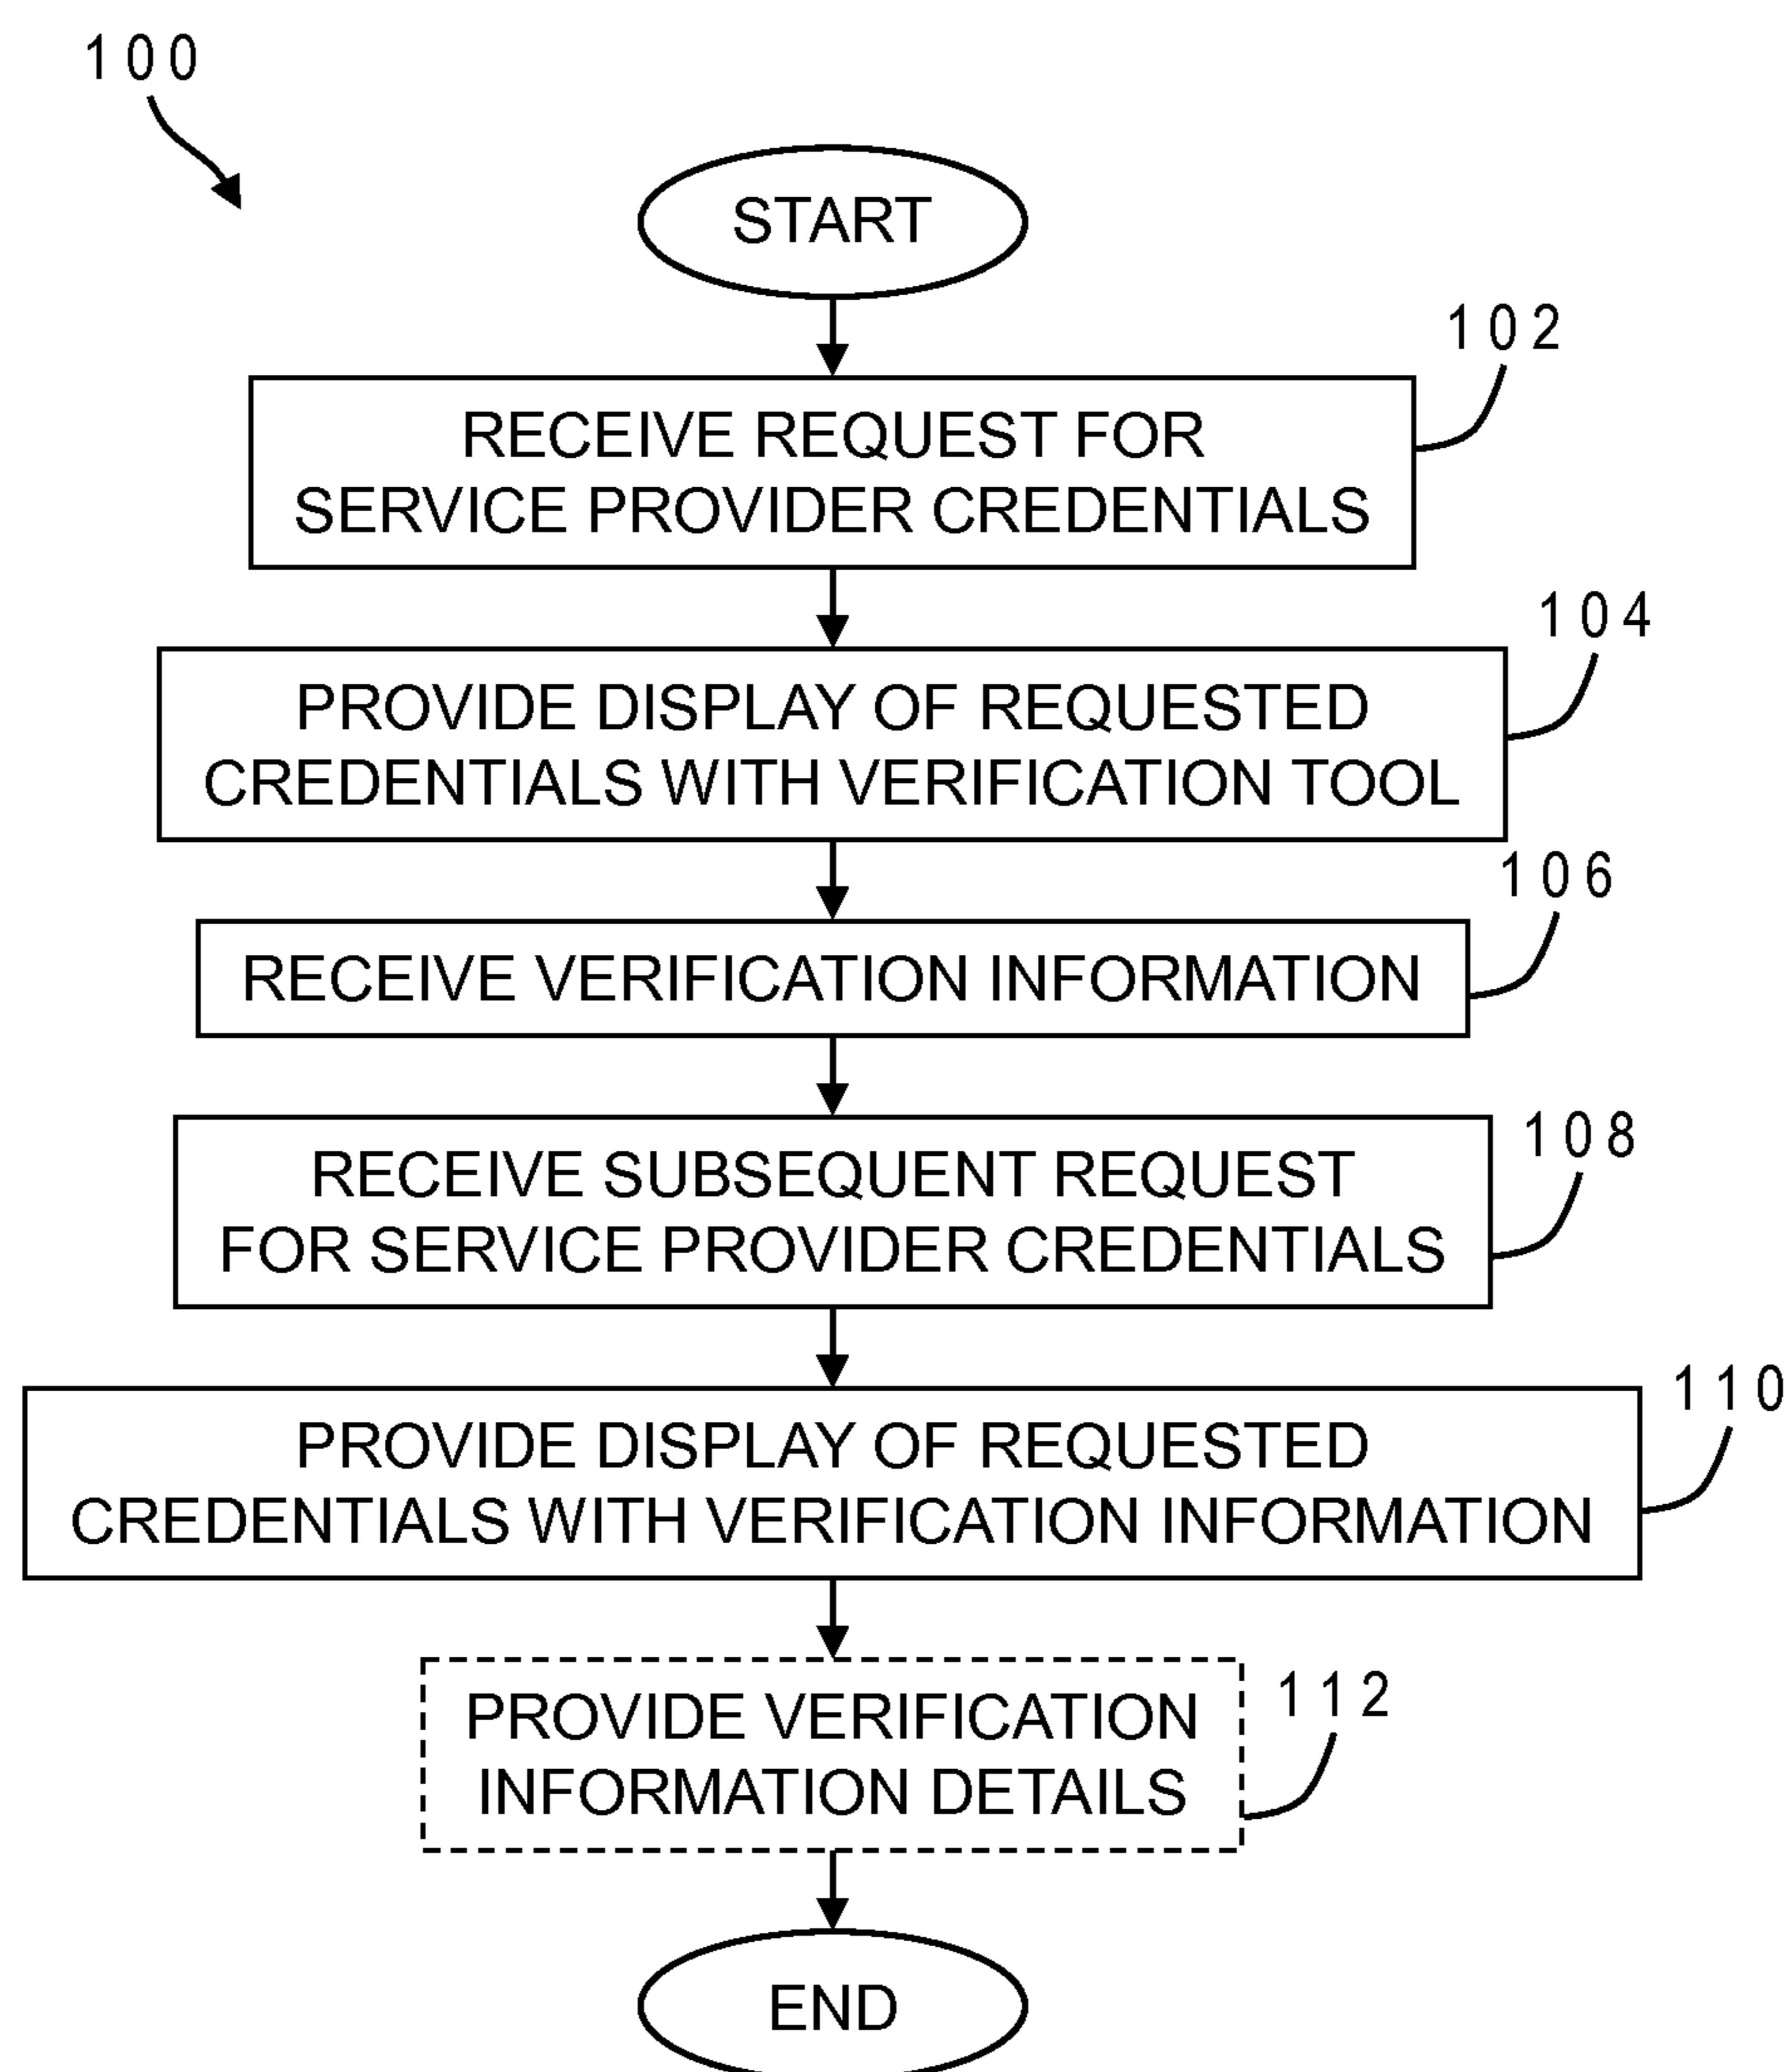 100
START
102
RECEIVE REQUEST FOR
SERVICE PROVIDER CREDENTIALS
104
PROVIDE DISPLAY OF REQUESTED
CREDENTIALS WITH VERIFICATION TOOL
106
RECEIVE VERIFICATION INFORMATION
108
RECEIVE SUBSEQUENT REQUEST
FOR SERVICE PROVIDER CREDENTIALS
110
PROVIDE DISPLAY OF REQUESTED
CREDENTIALS WITH VERIFICATION INFORMATION
112
PROVIDE VERIFICATION
INFORMATION DETAILS
END